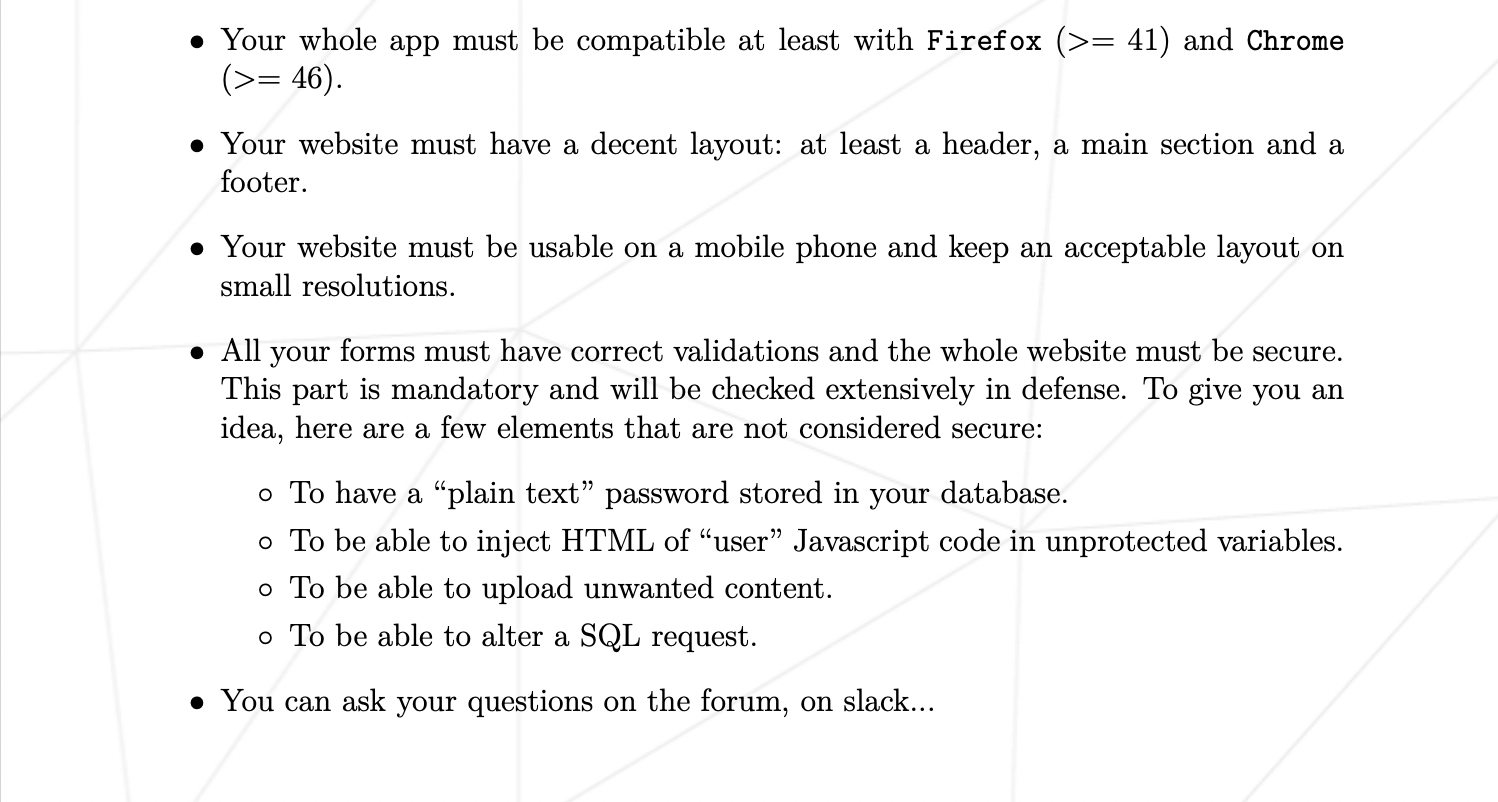 • Your whole app must be compatible at least with Firefox (>= 41) and Chrome
(>= 46).
• Your website must have a decent layout: at least a header, a main section and a
footer.
• Your website must be usable on a mobile phone and keep an acceptable layout on
small resolutions.
• All your forms must have correct validations and the whole website must be secure.
This part is mandatory and will be checked extensively in defense. To give you an
idea, here are a few elements that are not considered secure:
◦ To have a “plain text” password stored in your database.
◦ To be able to inject HTML of “user” Javascript code in unprotected variables.
◦ To be able to upload unwanted content.
◦ To be able to alter a SQL request.
• You can ask your questions on the forum, on slack...